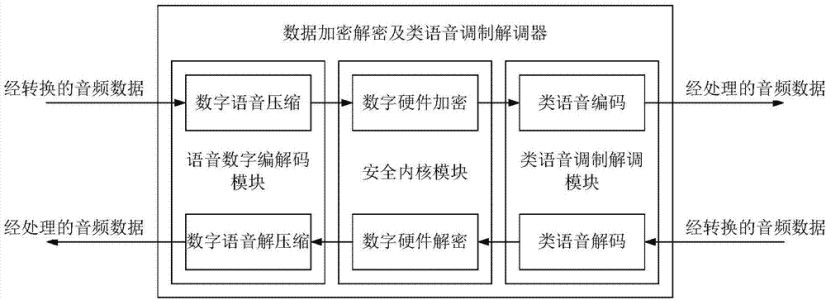 数据加密解密及类语音调制解调器
经转换的音频数据
数字语音压缩
数字硬件加密
类语音编码
经处理的音频数据
语音数字编解码
模块
安全内核模块
类语音调制解调
模块
经处理的音频数据
数字语音解压缩
数字硬件解密
类语音解码
经转换的音频数据